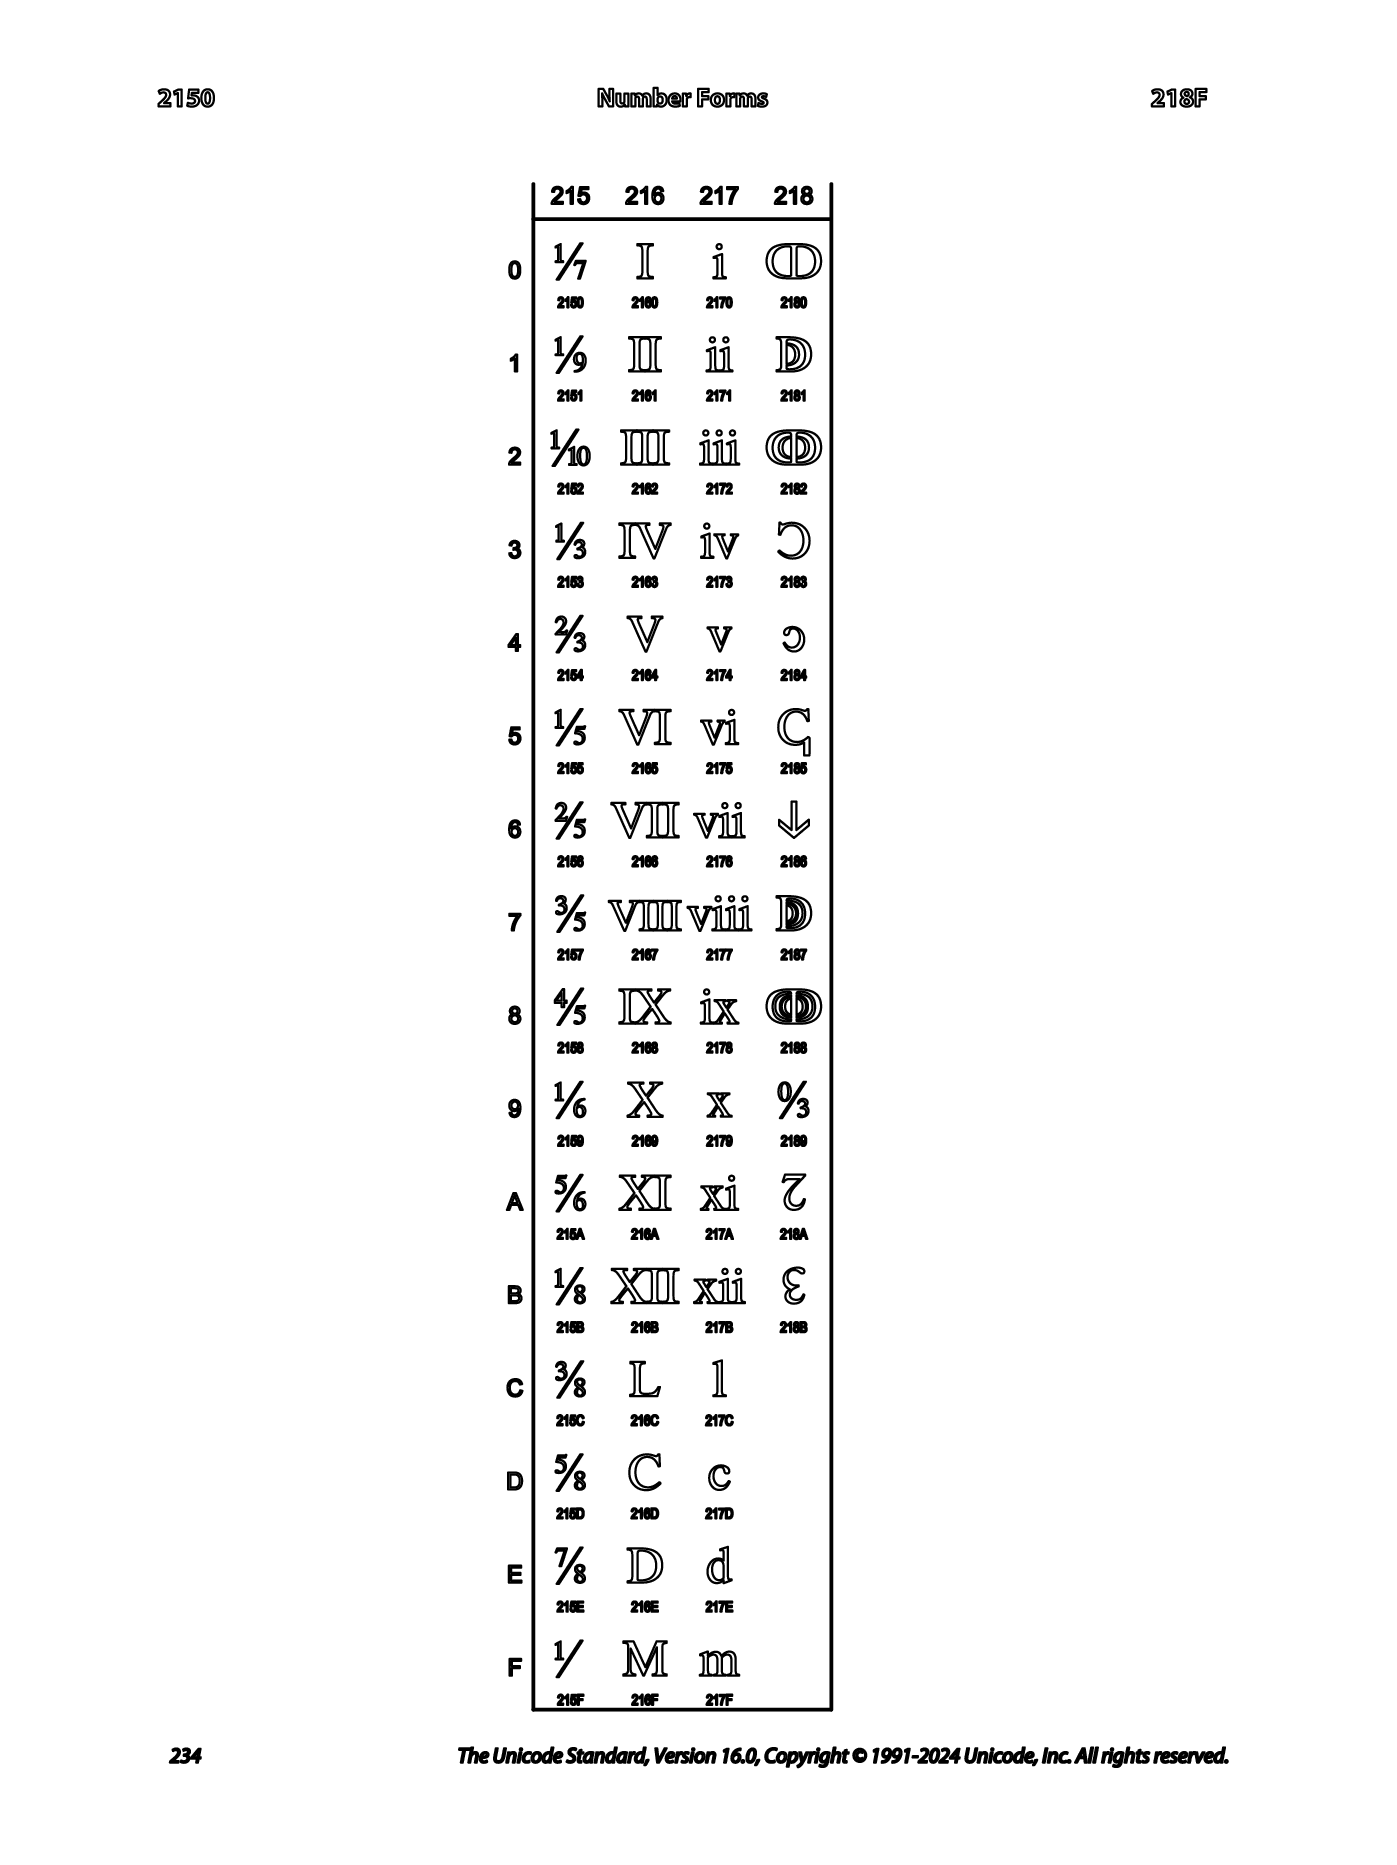 2150 Number Forms 218F
215 216 217 218
0 ⅐ Ⅰ ⅰ ↀ
2150 2160 2170 2180
1 ⅑ Ⅱ ⅱ ↁ
2151 2161 2171 2181
2 ⅒ Ⅲ ⅲ ↂ
2152 2162 2172 2182
3 ⅓ Ⅳ ⅳ Ↄ
2153 2163 2173 2183
4 ⅔ Ⅴ ⅴ ↄ
2154 2164 2174 2184
5 ⅕ Ⅵ ⅵ ↅ
2155 2165 2175 2185
6 ⅖ Ⅶ ⅶ ↆ
2156 2166 2176 2186
7 ⅗ Ⅷ ⅷ ↇ
2157 2167 2177 2187
8 ⅘ Ⅸ ⅸ ↈ
2158 2168 2178 2188
9 ⅙ Ⅹ ⅹ ↉
2159 2169 2179 2189
A ⅚ Ⅺ ⅺ ↊
215A 216A 217A 218A
B ⅛ Ⅻ ⅻ ↋
215B 216B 217B 218B
C ⅜ Ⅼ ⅼ
215C 216C 217C
D ⅝ Ⅽ ⅽ
215D 216D 217D
E ⅞ Ⅾ ⅾ
215E 216E 217E
F ⅟ Ⅿ ⅿ
215F 216F 217F
234 The Unicode Standard, Version 16.0, Copyright © 1991-2024 Unicode, Inc. All rights reserved.